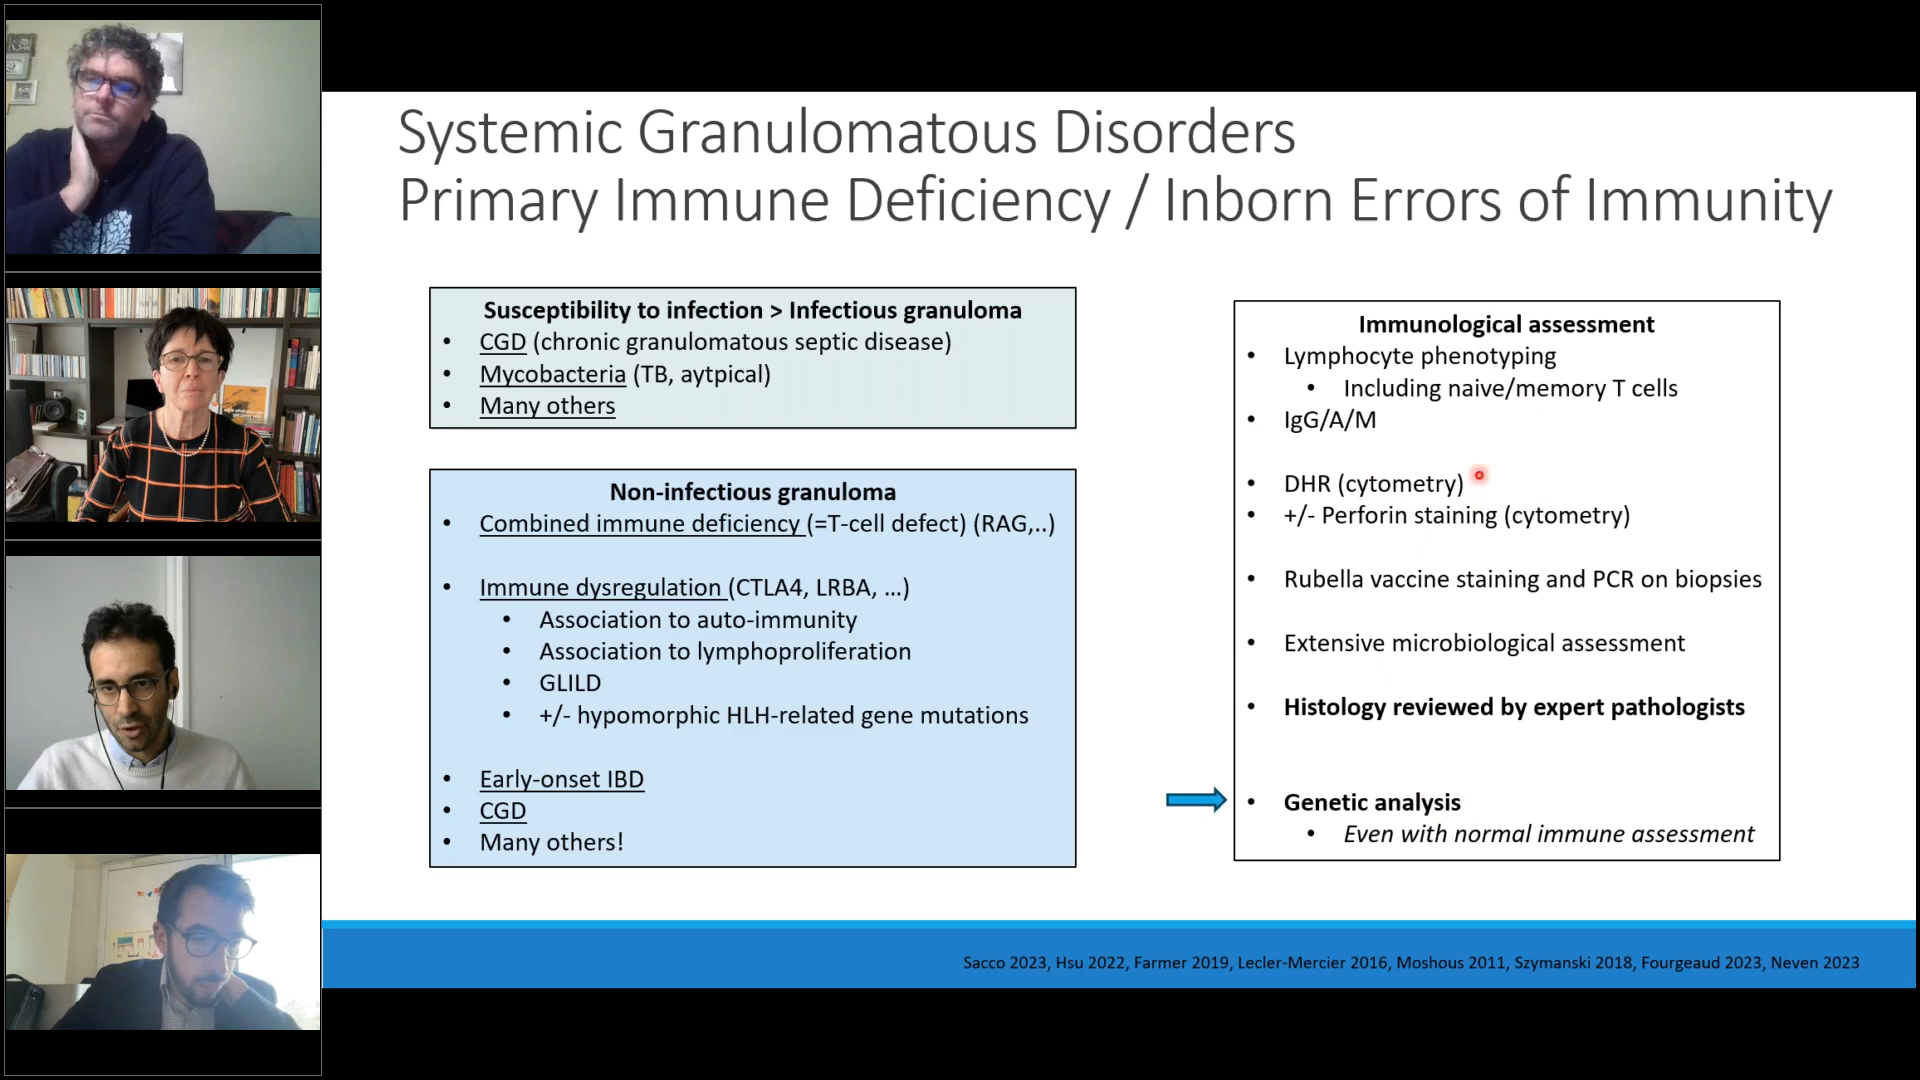 Systemic Granulomatous Disorders
Primary Immune Deficiency / Inborn Errors of Immunity
Susceptibility to infection > Infectious granuloma
• CGD (chronic granulomatous septic disease)
• Mycobacteria (TB, aytpical)
• Many others
Non-infectious granuloma
• Combined immune deficiency (=T-cell defect) (RAG,..)
• Immune dysregulation (CTLA4, LRBA, ...)
• Association to auto-immunity
• Association to lymphoproliferation
• GLILD
• +/- hypomorphic HLH-related gene mutations
• Early-onset IBD
• CGD
• Many others!
Immunological assessment
• Lymphocyte phenotyping
• Including naive/memory T cells
• IgG/A/M
• DHR (cytometry)
• +/- Perforin staining (cytometry)
• Rubella vaccine staining and PCR on biopsies
• Extensive microbiological assessment
• Histology reviewed by expert pathologists
• Genetic analysis
• Even with normal immune assessment
Sacco 2023, Hsu 2022, Farmer 2019, Lecler-Mercier 2016, Moshous 2011, Szymanski 2018, Fourgeaud 2023, Neven 2023